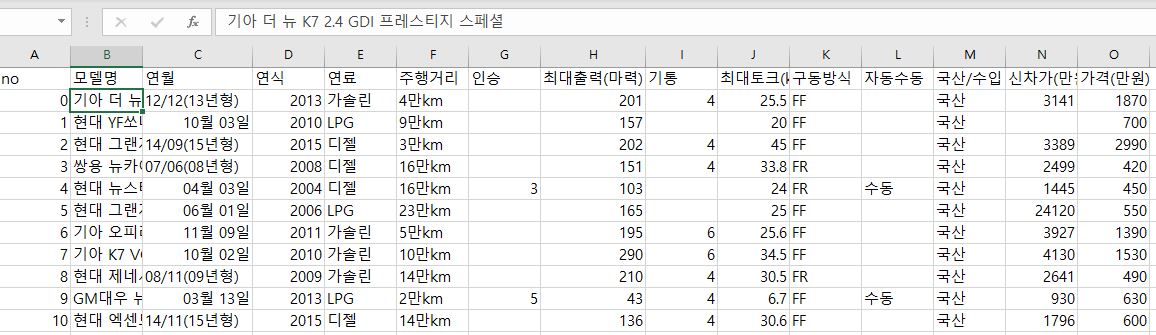 fx 기아 더 뉴 K7 2.4 GDI 프레스티지 스페셜
A B C D E F G H I J K L M N O
no 모델명 연월 연식 연료 주행거리 인승 최대출력(마력) 기통 최대토크(k 구동방식 자동수동 국산/수입 신차가(만원 가격(만원)
0 기아 더 뉴 12/12(13년형) 2013 가솔린 4만km 201 4 25.5 FF 국산 3141 1870
1 현대 YF쏘나 10월 03일 2010 LPG 9만km 157 20 FF 국산 700
2 현대 그랜저 14/09(15년형) 2015 디젤 3만km 202 4 45 FF 국산 3389 2990
3 쌍용 뉴카이 07/06(08년형) 2008 디젤 16만km 151 4 33.8 FR 국산 2499 420
4 현대 뉴스타 04월 03일 2004 디젤 16만km 3 103 24 FR 수동 국산 1445 450
5 현대 그랜저 06월 01일 2006 LPG 23만km 165 25 FF 국산 24120 550
6 기아 오피러 11월 09일 2011 가솔린 5만km 195 6 25.6 FF 국산 3927 1390
7 기아 K7 VG 10월 02일 2010 가솔린 10만km 290 6 34.5 FF 국산 4130 1530
8 현대 제네시 08/11(09년형) 2009 가솔린 14만km 210 4 30.5 FR 국산 2641 490
9 GM대우 뉴 03월 13일 2013 LPG 2만km 5 43 4 6.7 FF 수동 국산 930 630
10 현대 엑센트 14/11(15년형) 2015 디젤 14만km 136 4 30.6 FF 국산 1796 600